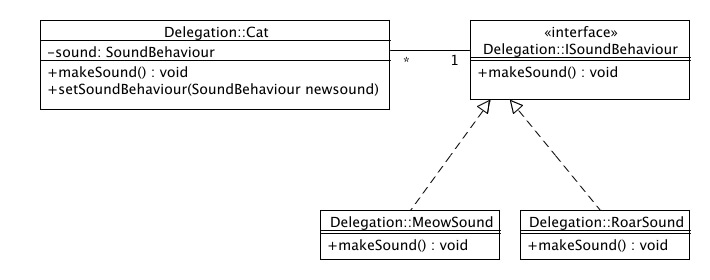 Delegation::Cat
-sound: SoundBehaviour
+makeSound() : void
+setSoundBehaviour(SoundBehaviour newsound)
* 1
«interface»
Delegation::ISoundBehaviour
+makeSound() : void
Delegation::MeowSound
+makeSound() : void
Delegation::RoarSound
+makeSound() : void